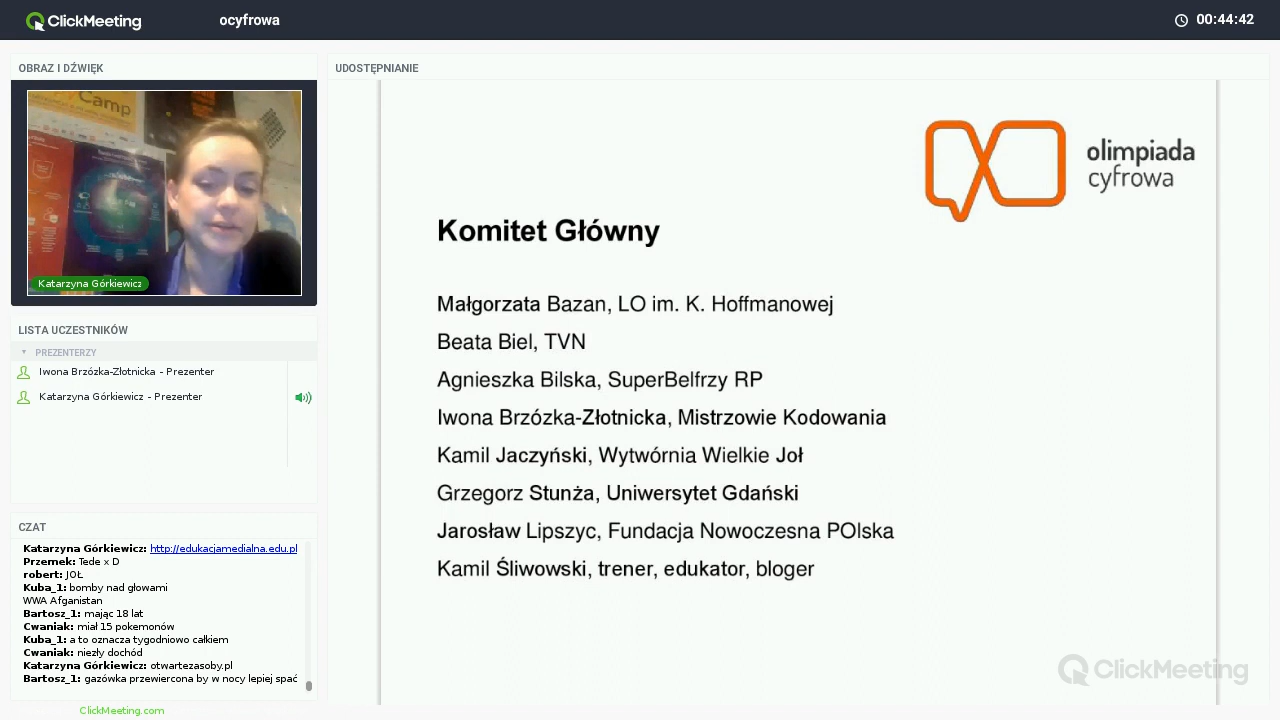 ClickMeeting
ocyfrowa
00:44:42
OBRAZ I DŹWIĘK
Camp
Katarzyna Górkiewicz
LISTA UCZESTNIKÓW
PREZENTERZY
Iwona Brzózka-Złotnicka - Prezenter
Katarzyna Górkiewicz - Prezenter
CZAT
Katarzyna Górkiewicz: http://edukacjamedialna.edu.pl
Przemek: Tede x D
robert: JOŁ
Kuba_1: bomby nad głowami
WWA Afganistan
Bartosz_1: mając 18 lat
Cwaniak: miał 15 pokemonów
Kuba_1: a to oznacza tygodniowo całkiem
Cwaniak: niezły dochód
Katarzyna Górkiewicz: otwartezasoby.pl
Bartosz_1: gazówka przewiercona by w nocy lepiej spać
ClickMeeting.com
UDOSTĘPNIANIE
olimpiada
cyfrowa
Komitet Główny
Małgorzata Bazan, LO im. K. Hoffmanowej
Beata Biel, TVN
Agnieszka Bilska, SuperBelfrzy RP
Iwona Brzózka-Złotnicka, Mistrzowie Kodowania
Kamil Jaczyński, Wytwórnia Wielkie Joł
Grzegorz Stunża, Uniwersytet Gdański
Jarosław Lipszyc, Fundacja Nowoczesna POlska
Kamil Śliwowski, trener, edukator, bloger
ClickMeeting